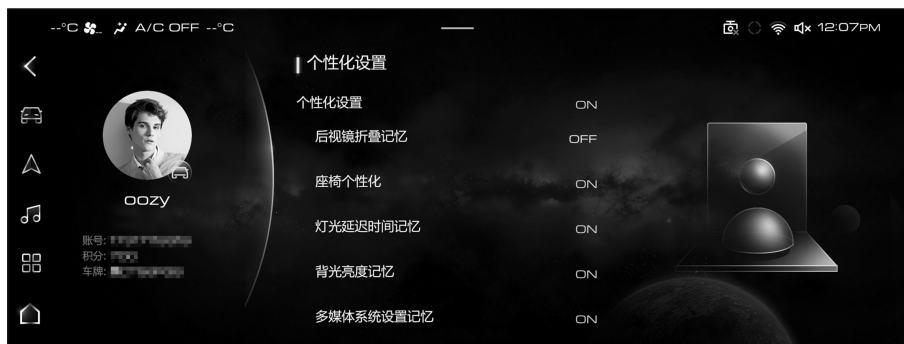 --°C A/C OFF --°C 12:07PM
个性化设置
个性化设置 ON
后视镜折叠记忆 OFF
座椅个性化 ON
oozy
灯光延迟时间记忆 ON
账号:
积分:
车牌:
背光亮度记忆 ON
多媒体系统设置记忆 ON